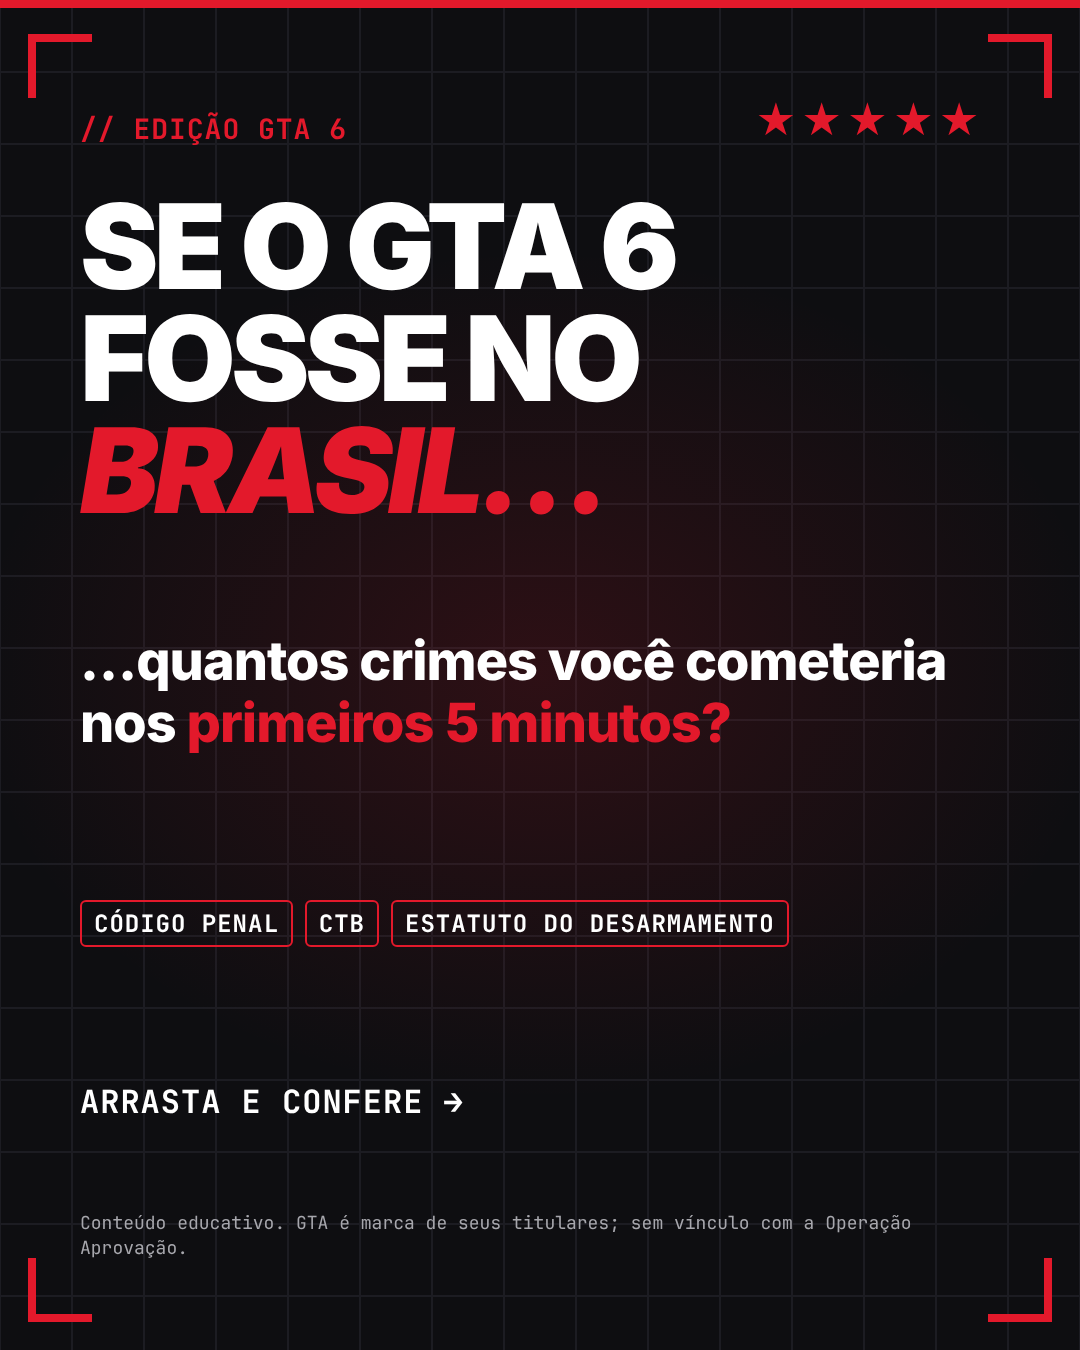 // EDIÇÃO GTA 6
★★★★★
SE O GTA 6
FOSSE NO
BRASIL...
...quantos crimes você cometeria
nos primeiros 5 minutos?
CÓDIGO PENAL CTB ESTATUTO DO DESARMAMENTO
ARRASTA E CONFERE →
Conteúdo educativo. GTA é marca de seus titulares; sem vínculo com a Operação
Aprovação.